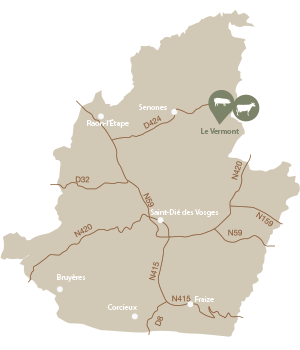 Senones
D424
Raon-l'Étape
Le Vermont
N420
D32
N59
Saint-Dié des Vosges
N159
N420
N59
N415
Bruyères
N415
Fraize
Corcieux
D8